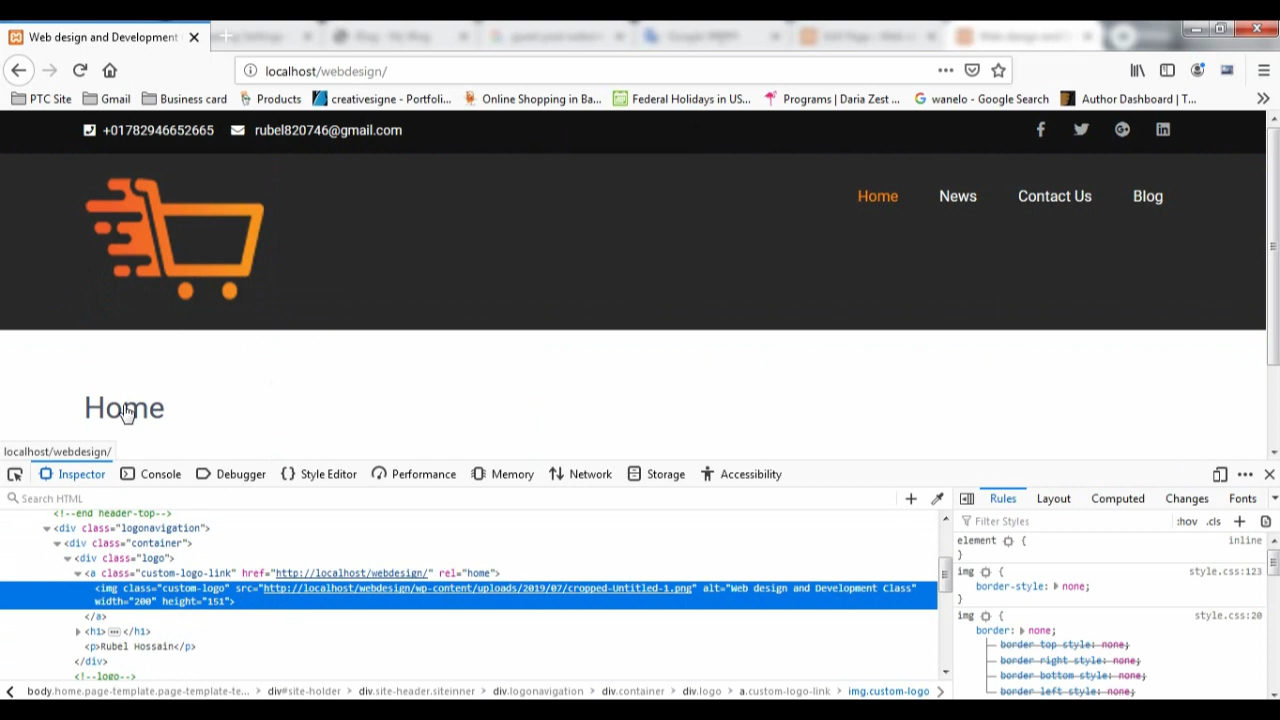 Web design and Development
localhost/webdesign/
PTC Site
Gmail
Business card
Products
creativesigne - Portfoli...
Online Shopping in Ba...
Federal Holidays in US...
Programs | Daria Zest ...
wanelo - Google Search
Author Dashboard | T...
+01782946652665
rubel820746@gmail.com
Home
News
Contact Us
Blog
Home
localhost/webdesign/
Inspector
Console
Debugger
Style Editor
Performance
Memory
Network
Storage
Accessibility
Search HTML
Rules
Layout
Computed
Changes
Fonts
Filter Styles
:hov
.cls
<!--end header-top-->
<div class="logonavigation">
<div class="container">
<div class="logo">
<a class="custom-logo-link" href="http://localhost/webdesign/" rel="home">
<img class="custom-logo" src="http://localhost/webdesign/wp-content/uploads/2019/07/cropped-Untitled-1.png" alt="Web design and Development Class"
width="200" height="151">
</a>
<h1></h1>
<p>Rubel Hossain</p>
</div>
<!--logo-->
element {
inline
}
img {
style.css:123
border-style: none;
}
img {
style.css:20
border: none;
border-top-style: none;
border-right-style: none;
border-bottom-style: none;
border-left-style: none;
body.home.page-template.page-template-te...
div#site-holder
div.site-header.siteinner
div.logonavigation
div.container
div.logo
a.custom-logo-link
img.custom-logo